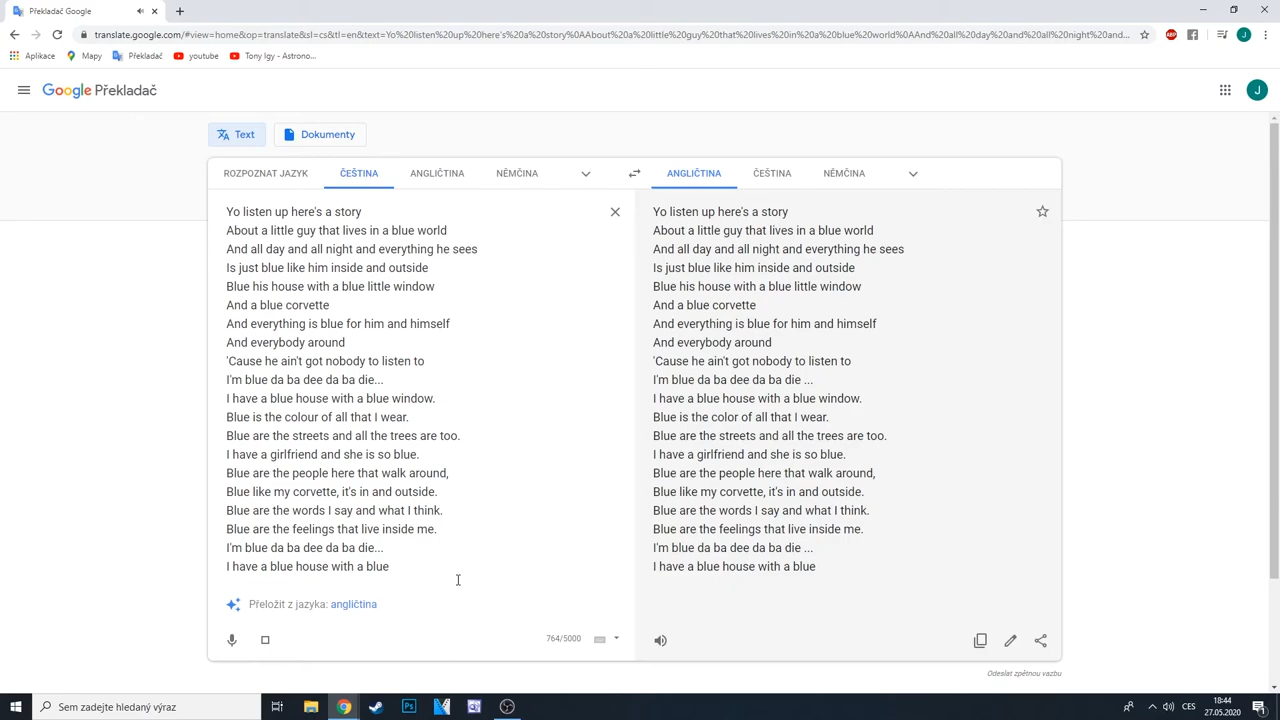 Překladač Google
translate.google.com/#view=home&op=translate&sl=cs&tl=en&text=Yo%20listen%20up%20here's%20a%20story%0AAbout%20a%20little%20guy%20that%20lives%20in%20a%20blue%20world%0AAnd%20all%20day%20and%20all%20night%20and...
ABP
J
Aplikace
Mapy
Překladač
youtube
Tony Igy - Astrono...
Google Překladač
J
Text
Dokumenty
ROZPOZNAT JAZYK
ČEŠTINA
ANGLIČTINA
NĚMČINA
ANGLIČTINA
ČEŠTINA
NĚMČINA
Yo listen up here's a story
About a little guy that lives in a blue world
And all day and all night and everything he sees
Is just blue like him inside and outside
Blue his house with a blue little window
And a blue corvette
And everything is blue for him and himself
And everybody around
'Cause he ain't got nobody to listen to
I'm blue da ba dee da ba die...
I have a blue house with a blue window.
Blue is the colour of all that I wear.
Blue are the streets and all the trees are too.
I have a girlfriend and she is so blue.
Blue are the people here that walk around,
Blue like my corvette, it's in and outside.
Blue are the words I say and what I think.
Blue are the feelings that live inside me.
I'm blue da ba dee da ba die...
I have a blue house with a blue
Přeložit z jazyka: angličtina
764/5000
Yo listen up here's a story
About a little guy that lives in a blue world
And all day and all night and everything he sees
Is just blue like him inside and outside
Blue his house with a blue little window
And a blue corvette
And everything is blue for him and himself
And everybody around
'Cause he ain't got nobody to listen to
I'm blue da ba dee da ba die ...
I have a blue house with a blue window.
Blue is the color of all that I wear.
Blue are the streets and all the trees are too.
I have a girlfriend and she is so blue.
Blue are the people here that walk around,
Blue like my corvette, it's in and outside.
Blue are the words I say and what I think.
Blue are the feelings that live inside me.
I'm blue da ba dee da ba die ...
I have a blue house with a blue
Odeslat zpětnou vazbu
Sem zadejte hledaný výraz
Ps
CES
18:44
27.05.2020
1